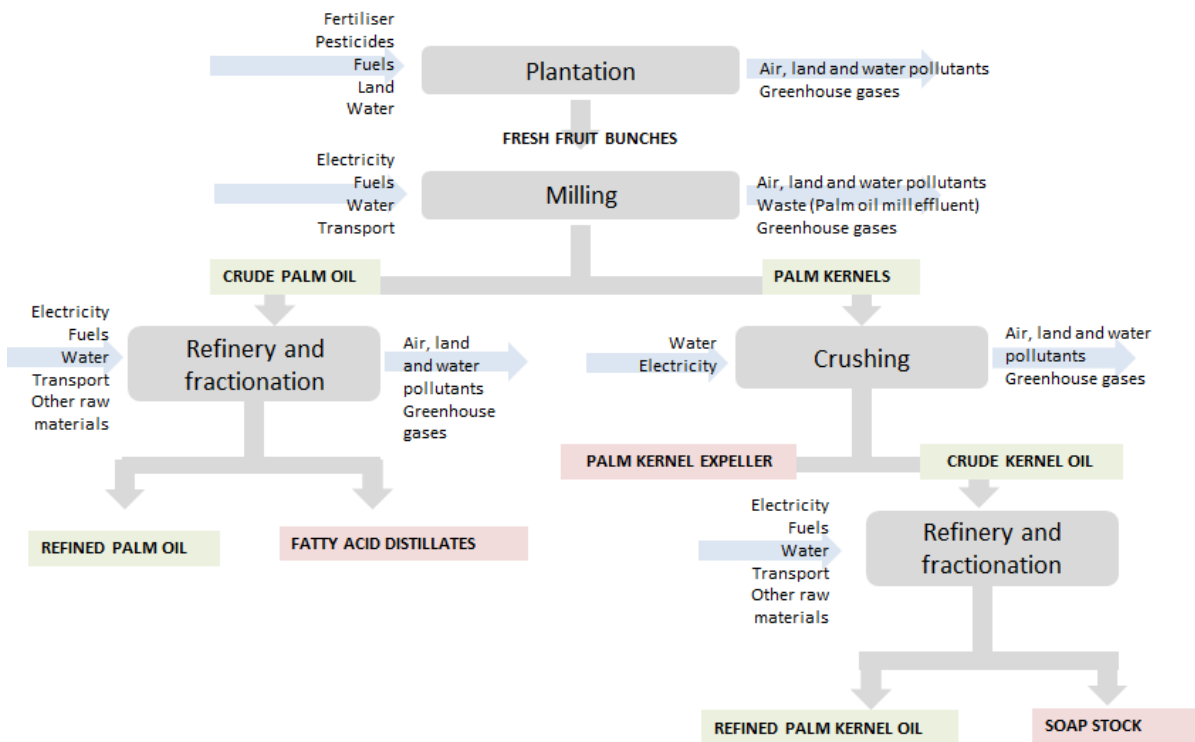 Fertiliser
Pesticides
Fuels
Land
Water
Plantation
Air, land and water pollutants
Greenhouse gases
FRESH FRUIT BUNCHES
Electricity
Fuels
Water
Transport
Milling
Air, land and water pollutants
Waste (Palm oil mill effluent)
Greenhouse gases
CRUDE PALM OIL
PALM KERNELS
Electricity
Fuels
Water
Transport
Other raw
materials
Refinery and
fractionation
Air, land
and water
pollutants
Greenhouse
gases
Water
Electricity
Crushing
Air, land and water
pollutants
Greenhouse gases
PALM KERNEL EXPELLER
CRUDE KERNEL OIL
REFINED PALM OIL
FATTY ACID DISTILLATES
Electricity
Fuels
Water
Transport
Other raw
materials
Refinery and
fractionation
REFINED PALM KERNEL OIL
SOAP STOCK